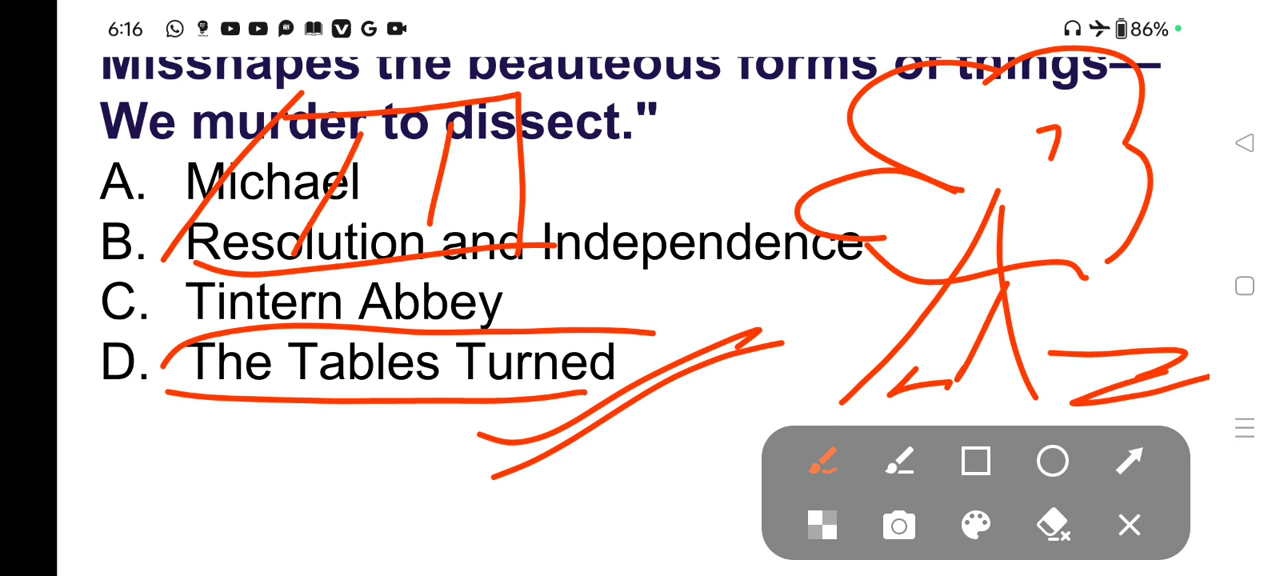 6:16 86%
Misshapes the beauteous forms of things—
We murder to dissect."
A. Michael
B. Resolution and Independence
C. Tintern Abbey
D. The Tables Turned